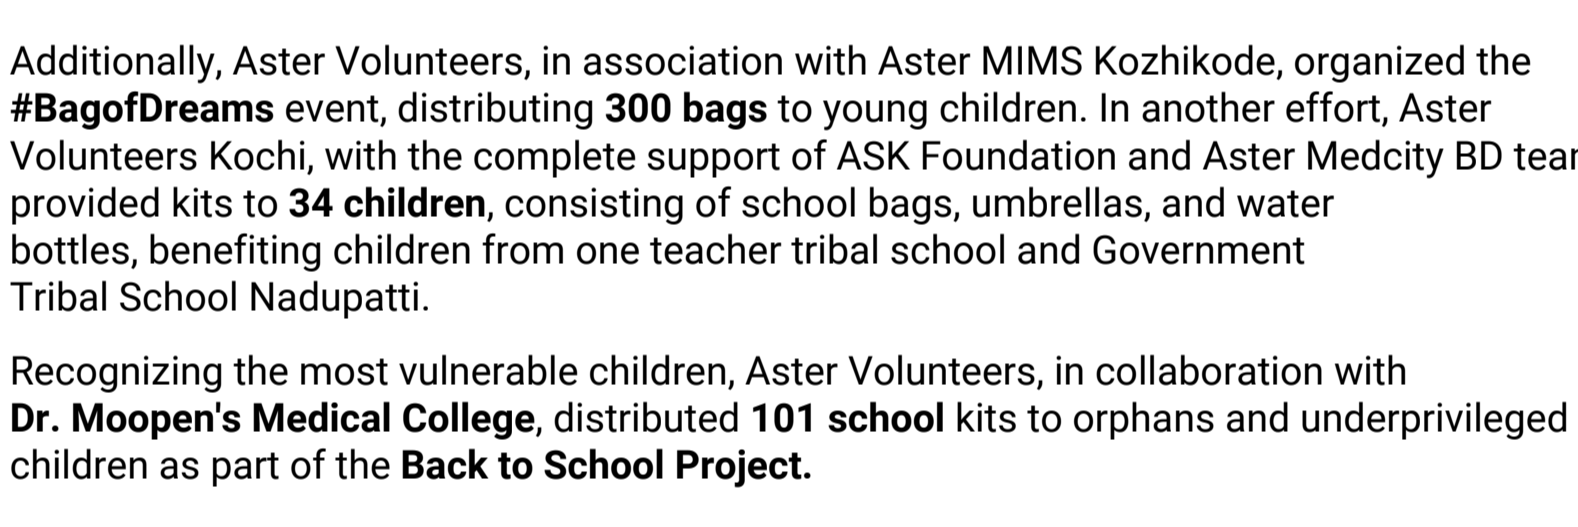 Additionally, Aster Volunteers, in association with Aster MIMS Kozhikode, organized the
#BagofDreams event, distributing 300 bags to young children. In another effort, Aster
Volunteers Kochi, with the complete support of ASK Foundation and Aster Medcity BD
provided kits to 34 children, consisting of school bags, umbrellas, and water
bottles, benefiting children from one teacher tribal school and Government
Tribal School Nadupatti.
Recognizing the most vulnerable children, Aster Volunteers, in collaboration with
Dr. Moopen's Medical College, distributed 101 school kits to orphans and underprivileged
children as part of the Back to School Project.